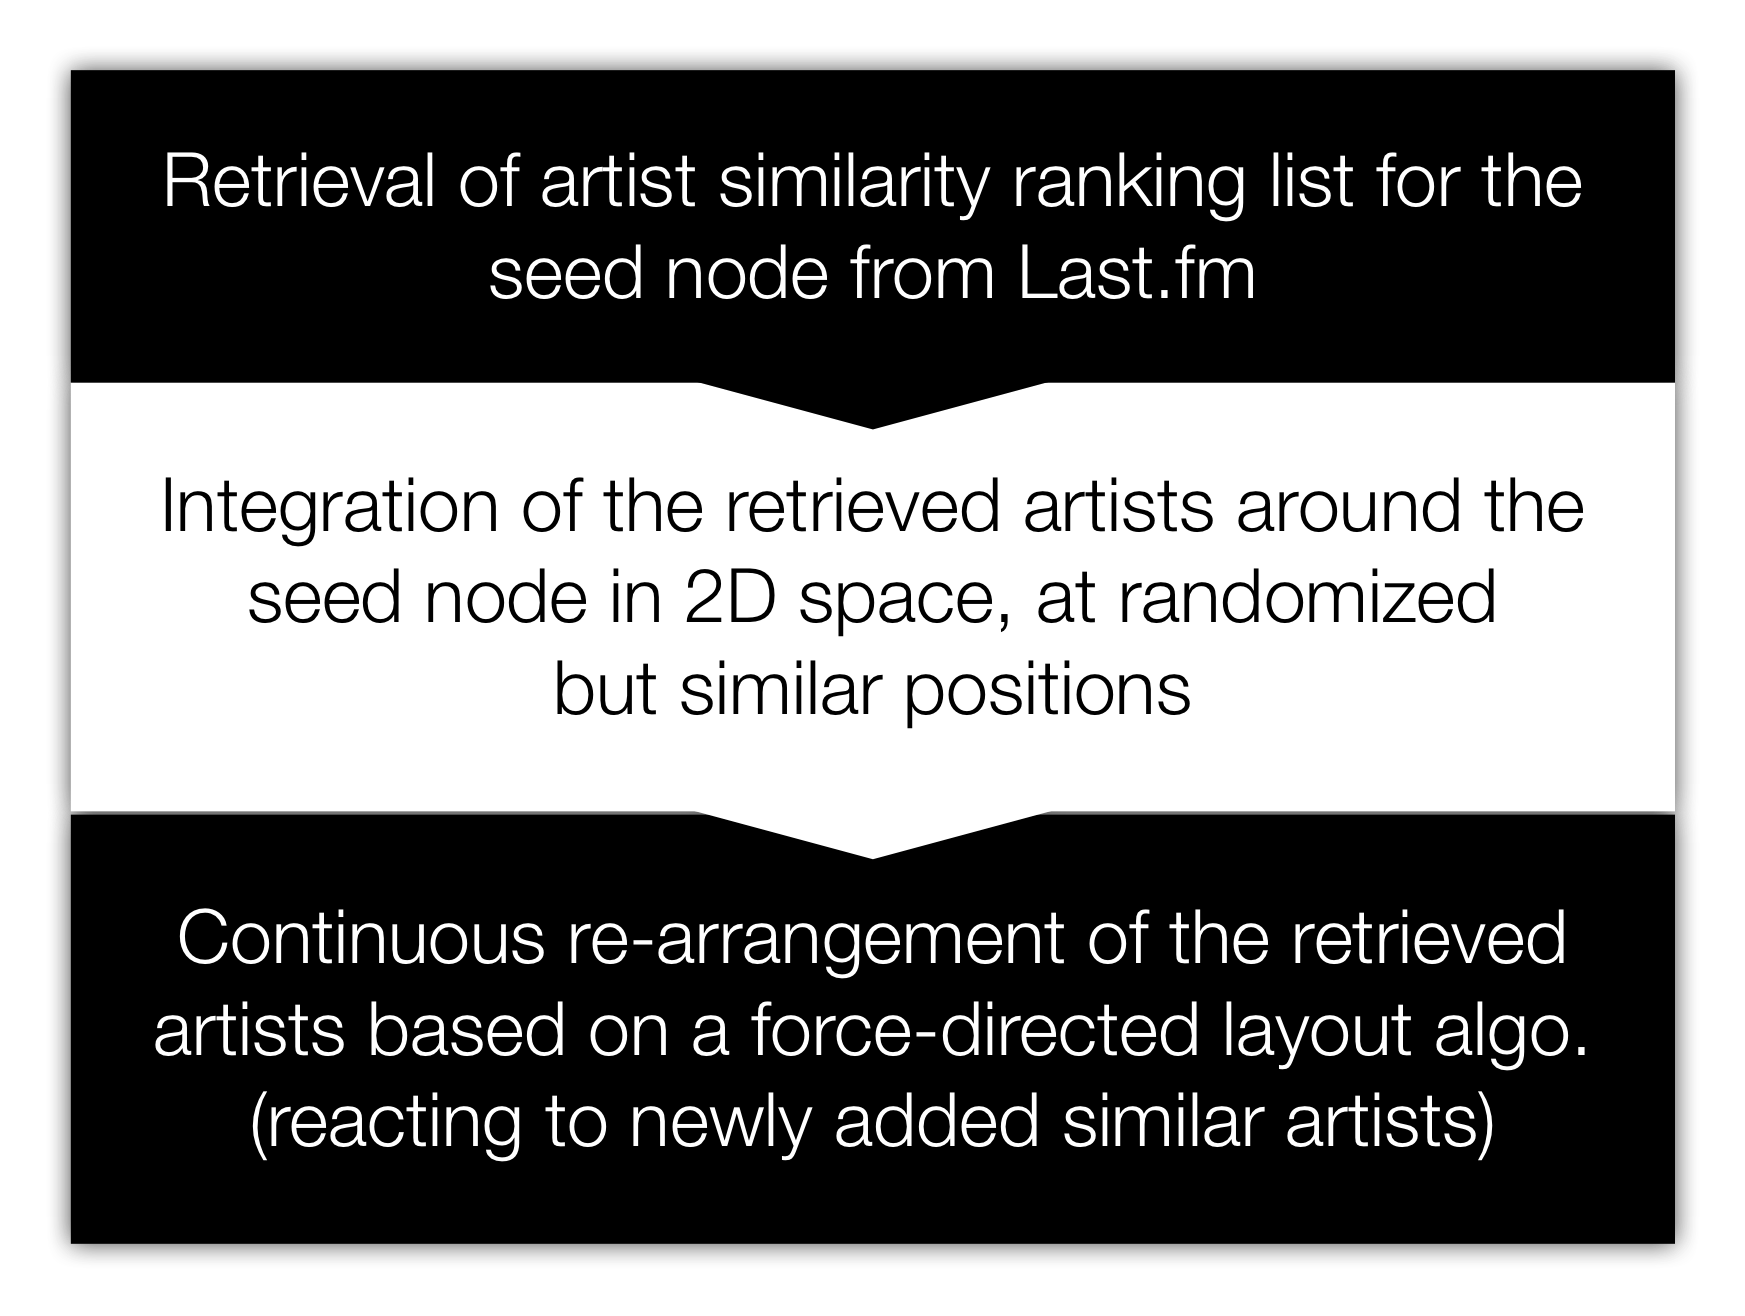 Retrieval of artist similarity ranking list for the
seed node from Last.fm
Integration of the retrieved artists around the
seed node in 2D space, at randomized
but similar positions
Continuous re-arrangement of the retrieved
artists based on a force-directed layout algo.
(reacting to newly added similar artists)